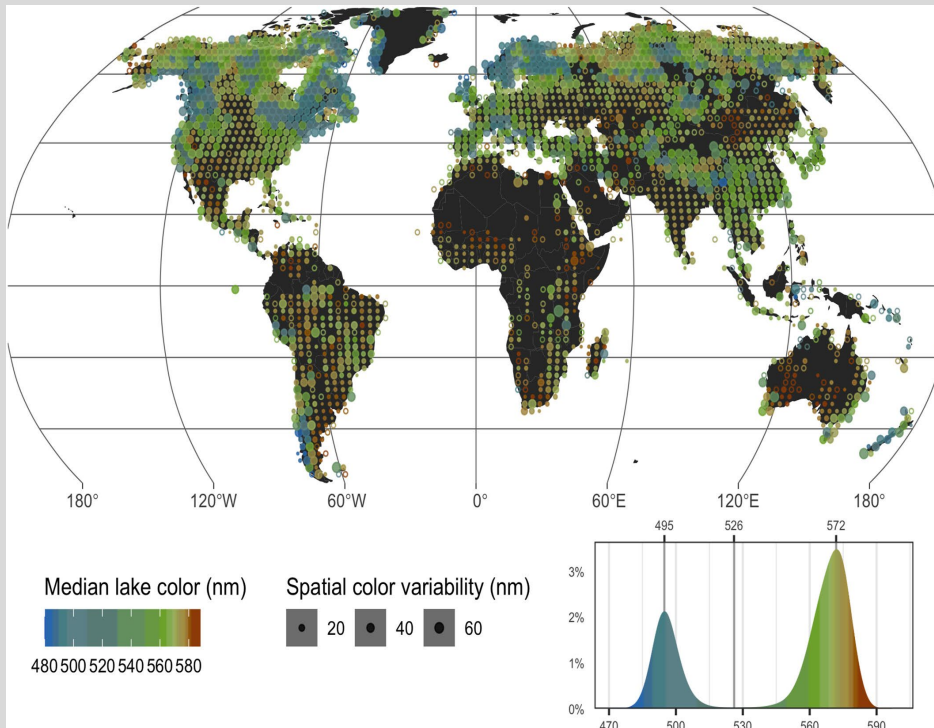 180° 120°W 60°W 0° 60°E 120°E 180°
495 526 572
Median lake color (nm)
480 500 520 540 560 580
Spatial color variability (nm)
20 40 60
3%
2%
1%
0%
470 500 530 560 590